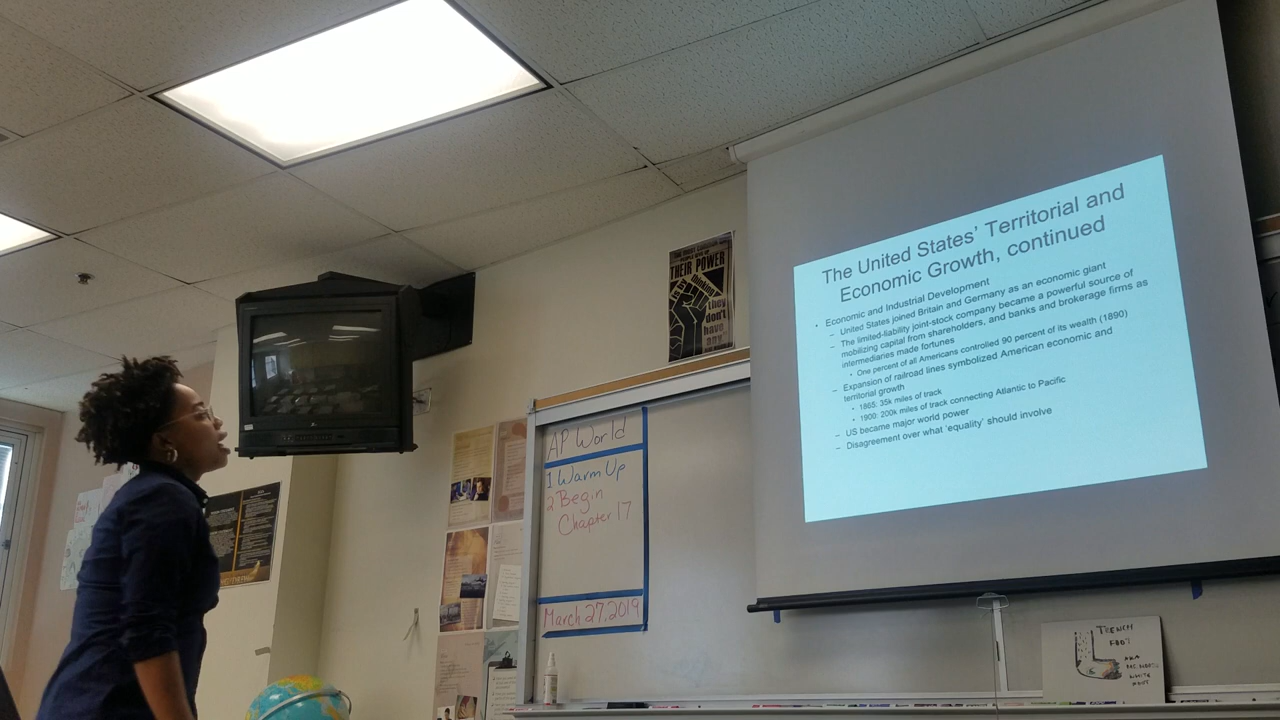 THEIR POWER
they
don't
have
any
The United States' Territorial and
Economic Growth, continued
• Economic and Industrial Development
– United States joined Britain and Germany as an economic giant
– The limited-liability joint-stock company became a powerful source of
mobilizing capital from shareholders, and banks and brokerage firms as
intermediaries made fortunes
• One percent of all Americans controlled 90 percent of its wealth (1890)
– Expansion of railroad lines symbolized American economic and
territorial growth
• 1865: 35k miles of track
• 1900: 200k miles of track connecting Atlantic to Pacific
– US became major world power
– Disagreement over what 'equality' should involve
AP World
1 Warm Up
2 Begin
Chapter 17
March 27, 2019
TRENCH
FOOT
AKA